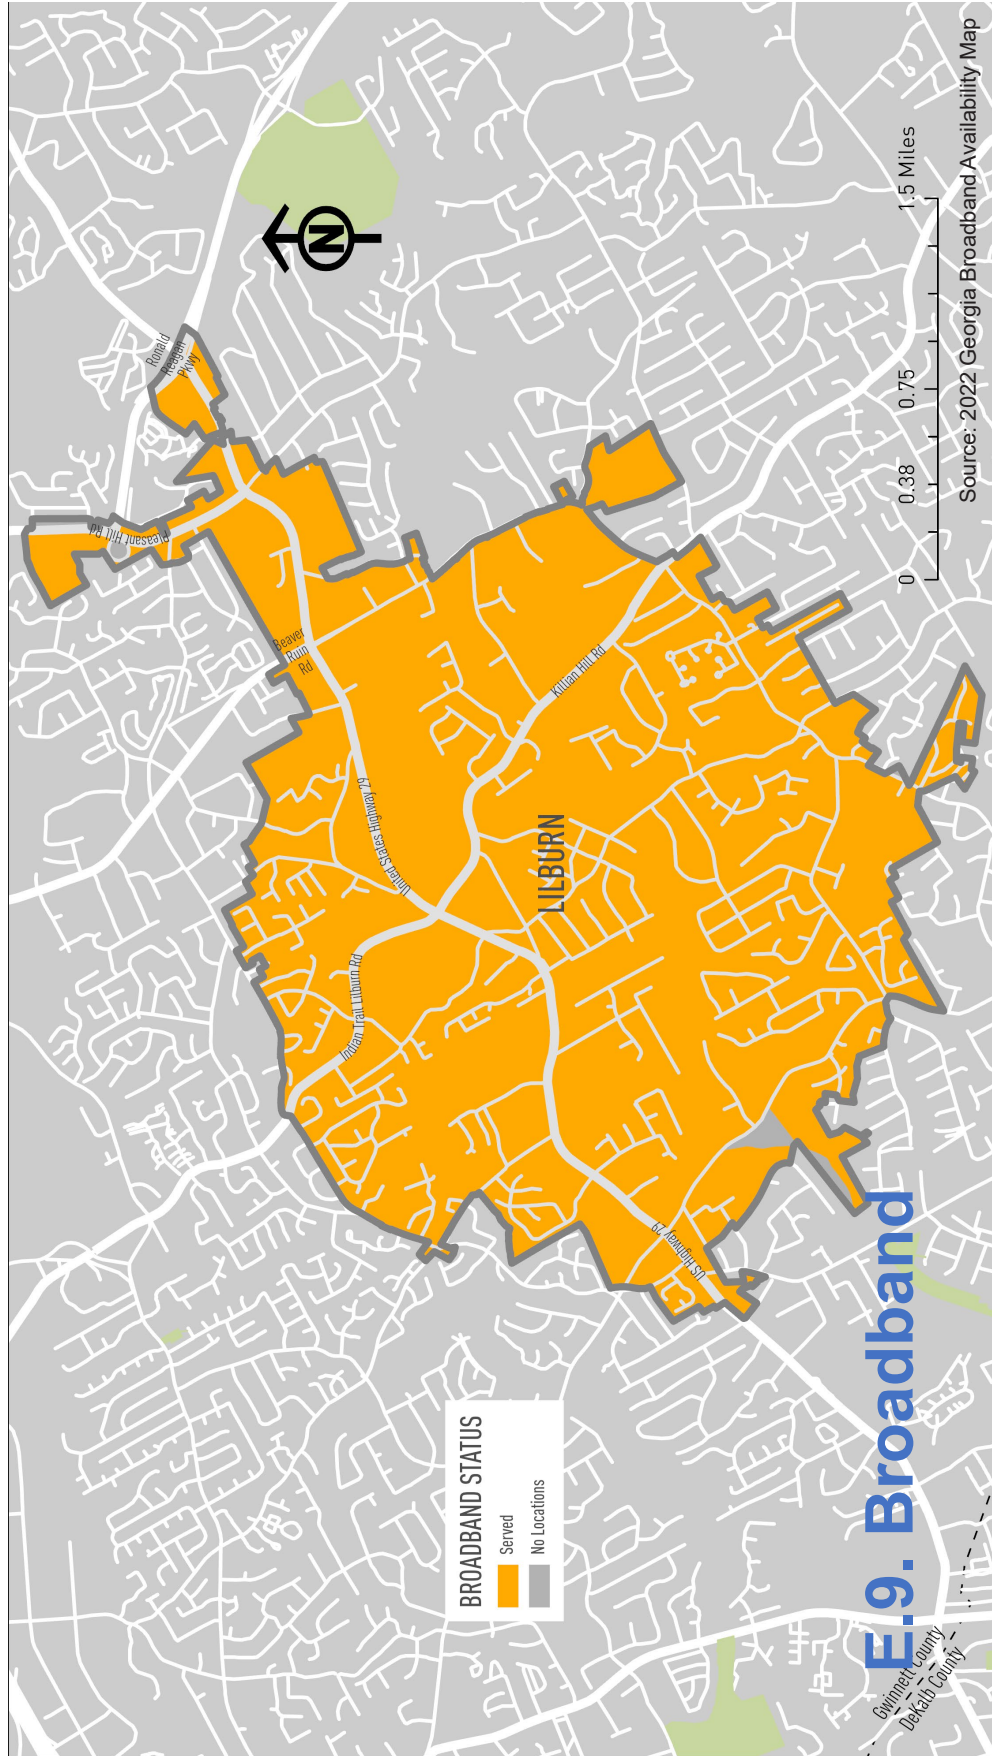 E.9. Broadband
BROADBAND STATUS
Served
No Locations
Gwinnett County
DeKalb County
US Highway 29
Indian Trail Lilburn Rd
United States Highway 29
LILBURN
Killian Hill Rd
Beaver
Ruin
Rd
Pleasant Hill Rd
Ronald
Reagan
Pkwy
N
0 0.38 0.75 1.5 Miles
Source: 2022 Georgia Broadband Availability Map